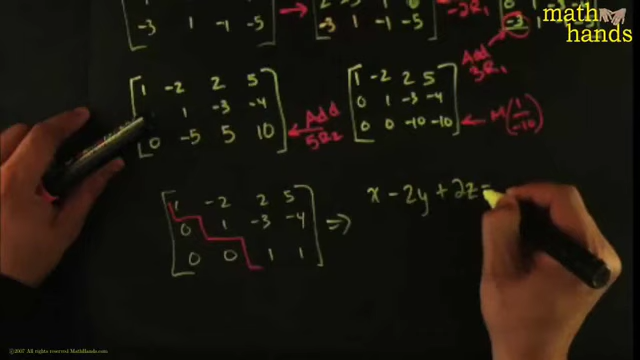 math
hands
-3 1 -1 -5
-3 1 -1 -5
-2R₁
-3
Add
3R₁
1 -2 2 5
1 -3 -4
0 -5 5 10
Add
5R₂
1 -2 2 5
0 1 -3 -4
0 0 -10 -10
M(1/-10)
1 -2 2 5
0 1 -3 -4
0 0 1 1
⇒ x - 2y + 2z =
©2007 All rights reserved MathHands.com